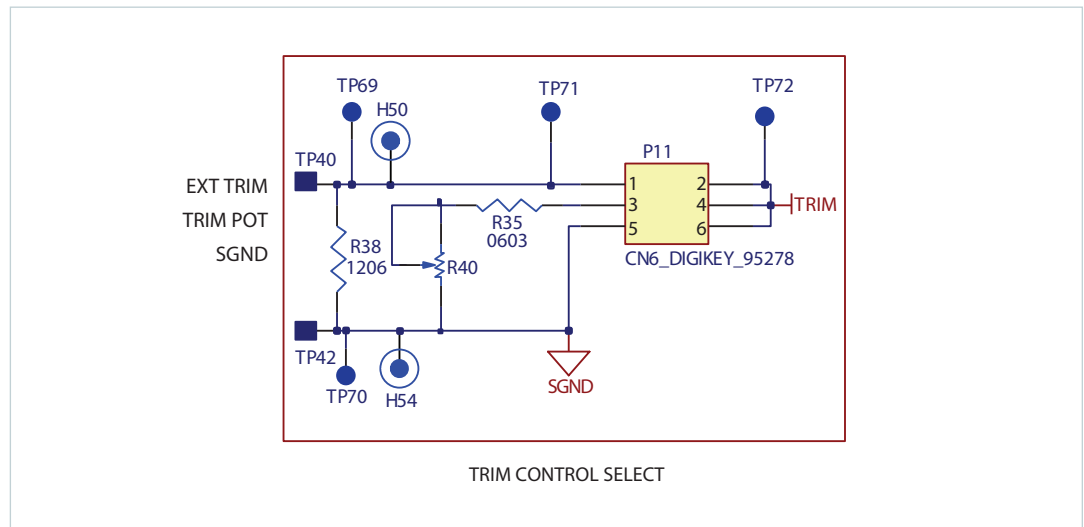 TP69
H50
TP71
TP72
TP40
P11
EXT TRIM
TRIM POT
SGND
1
2
3
4
5
6
TRIM
R35
0603
R38
1206
R40
CN6_DIGIKEY_95278
TP42
TP70
H54
SGND
TRIM CONTROL SELECT